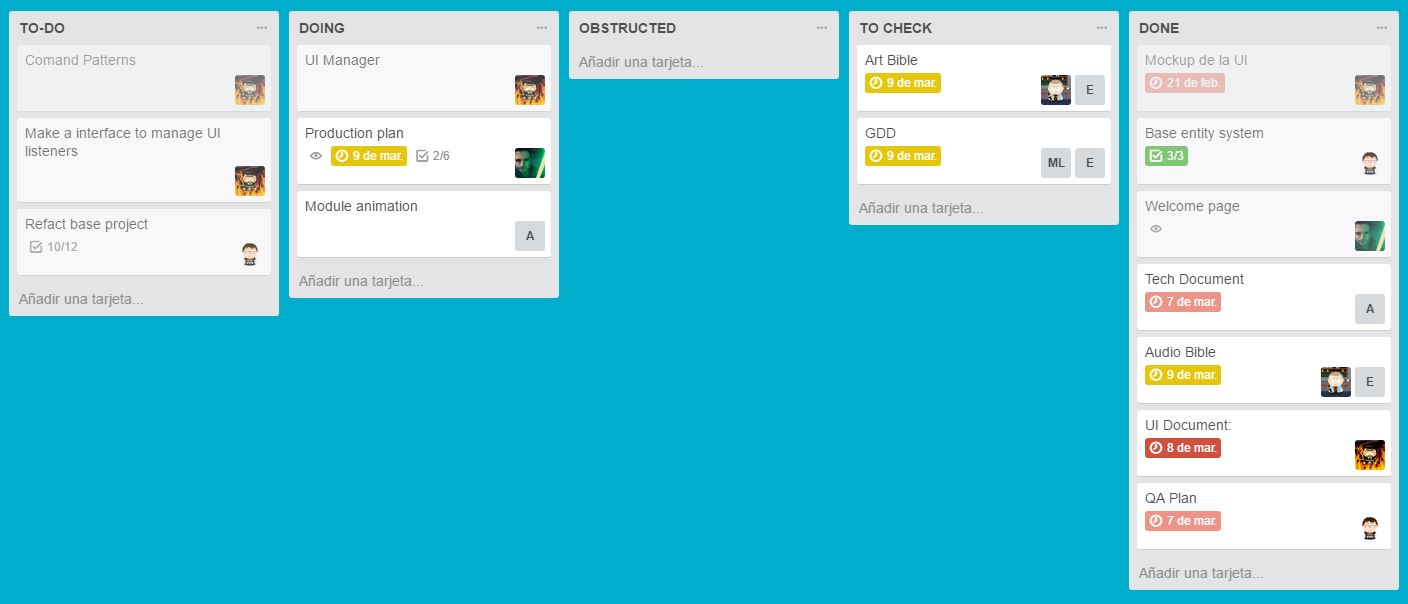 TO-DO
Comand Patterns
Make a interface to manage UI
listeners
Refact base project
10/12
Añadir una tarjeta...
DOING
UI Manager
Production plan
9 de mar.
2/6
Module animation
A
Añadir una tarjeta...
OBSTRUCTED
Añadir una tarjeta...
TO CHECK
Art Bible
9 de mar.
E
GDD
9 de mar.
ML
E
Añadir una tarjeta...
DONE
Mockup de la UI
21 de feb.
Base entity system
3/3
Welcome page
Tech Document
7 de mar.
A
Audio Bible
9 de mar.
E
UI Document:
8 de mar.
QA Plan
7 de mar.
Añadir una tarjeta...